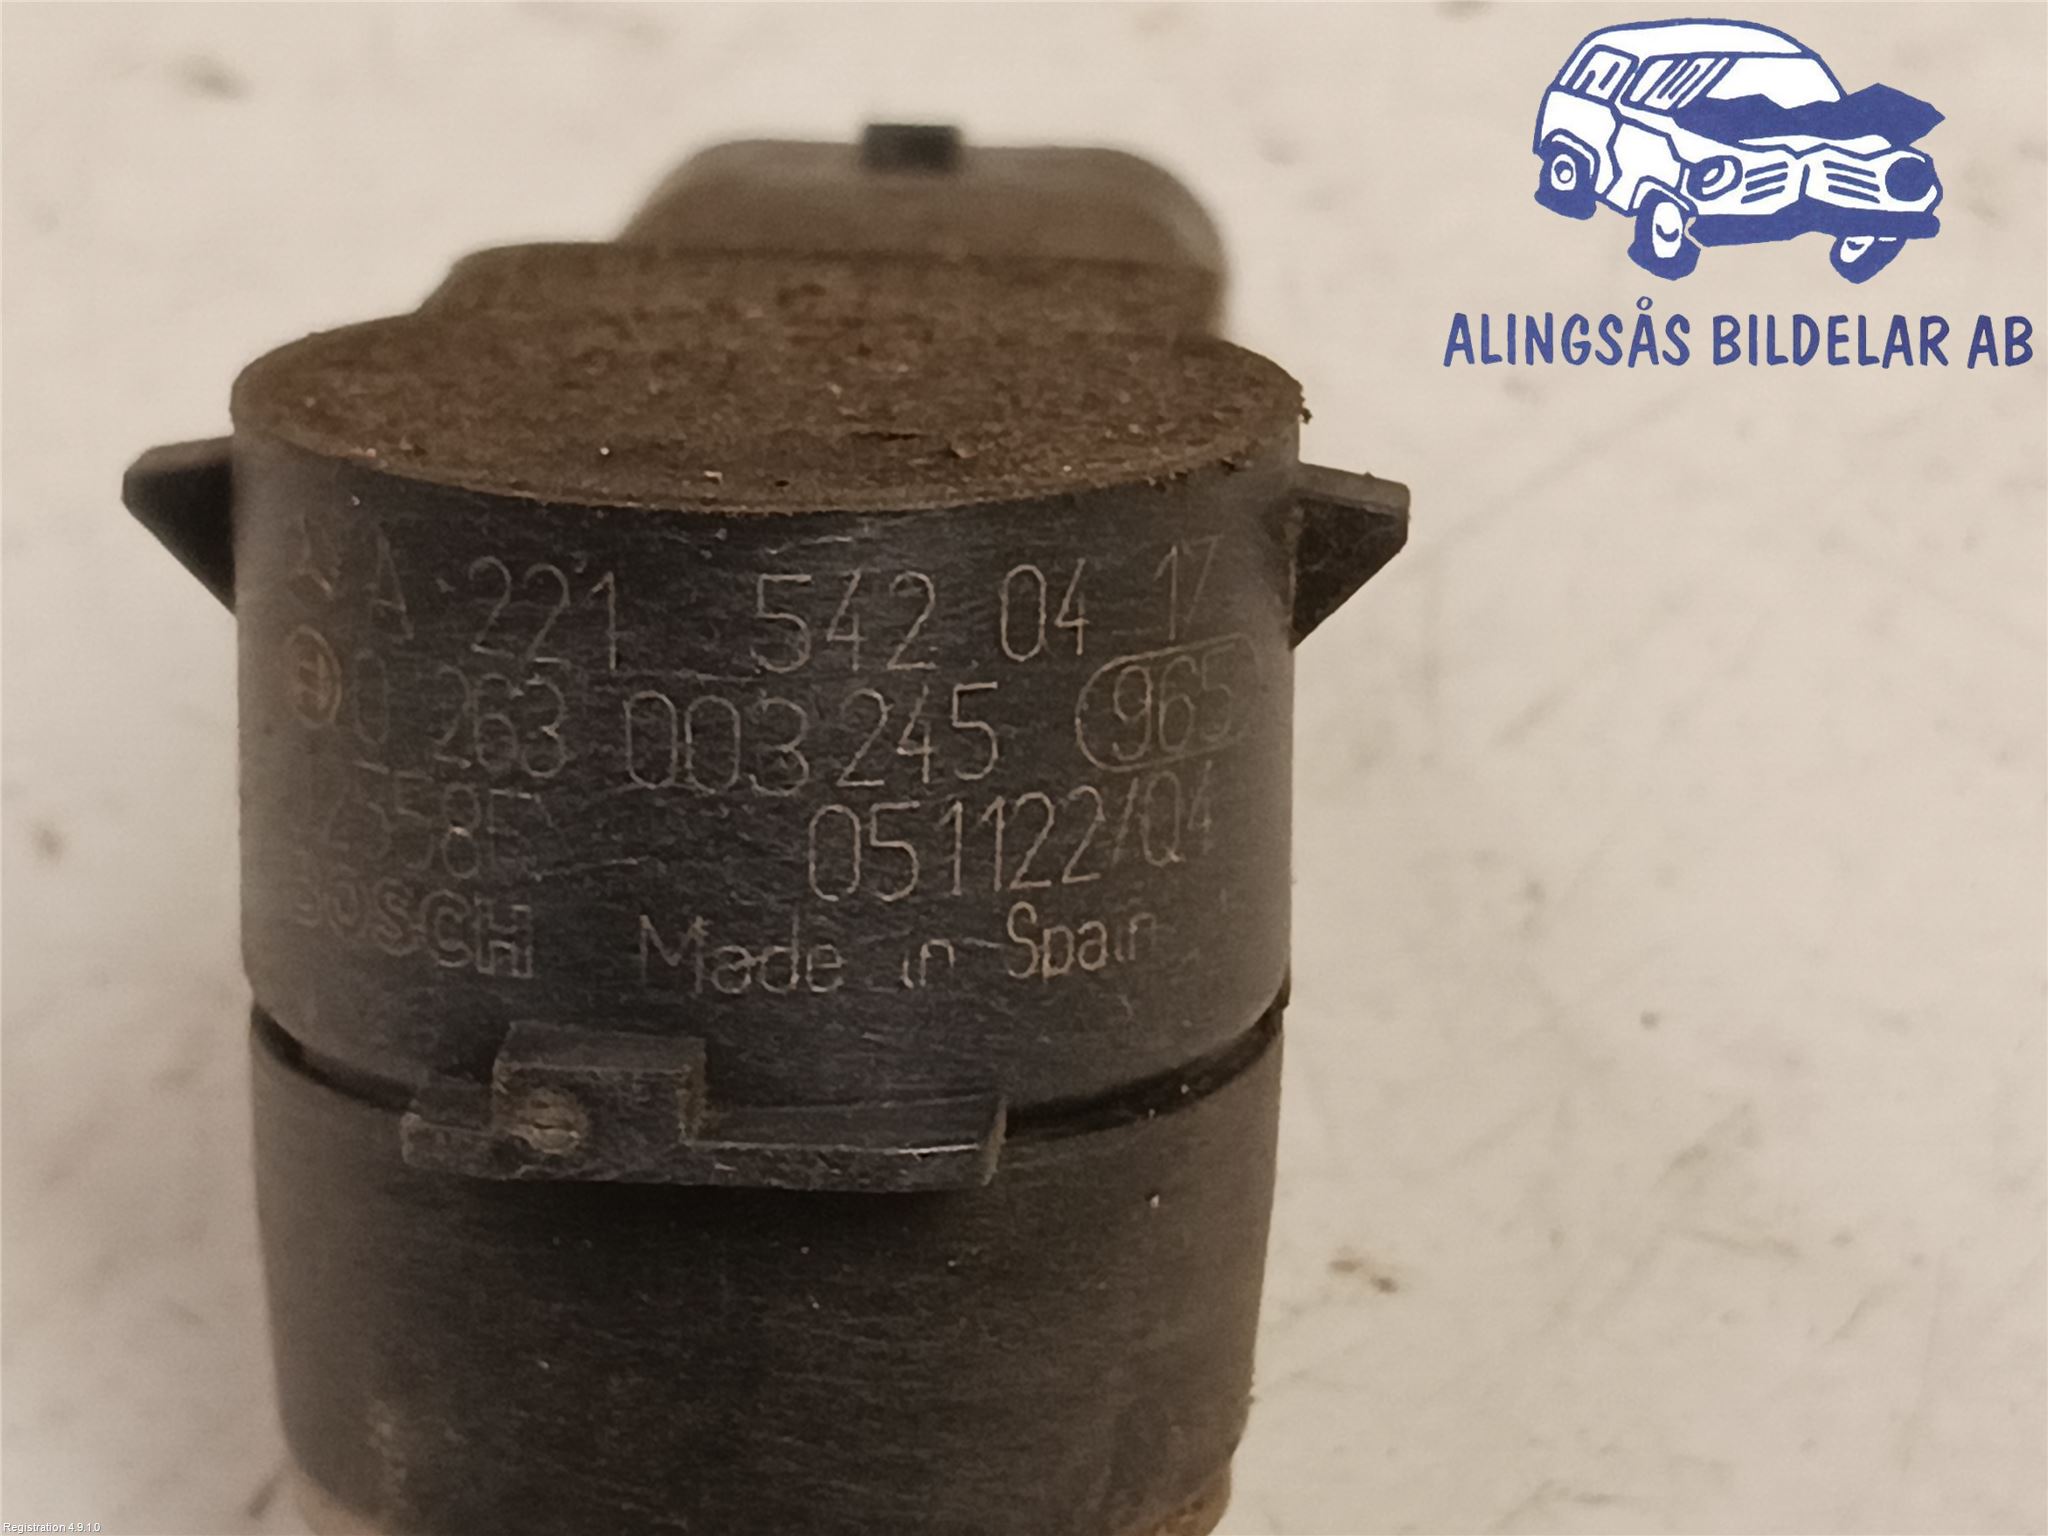 ALINGSÅS BILDELAR AB
A 221 542 04 17
0 263 003 245 965
051122/04
BOSCH Made in Spain
Registration 4.9.1.0